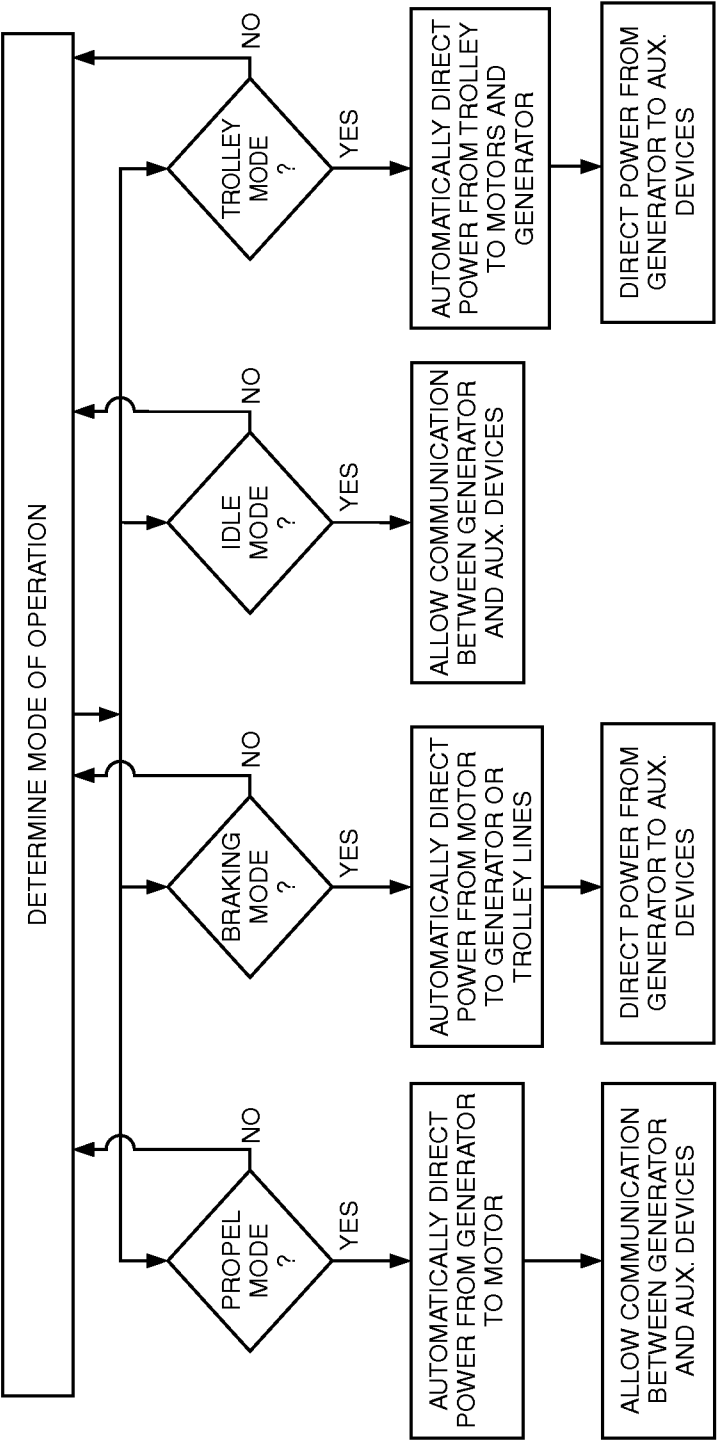 DETERMINE MODE OF OPERATION
PROPEL
MODE
?
NO
YES
AUTOMATICALLY DIRECT
POWER FROM GENERATOR
TO MOTOR
ALLOW COMMUNICATION
BETWEEN GENERATOR
AND AUX. DEVICES
BRAKING
MODE
?
NO
YES
AUTOMATICALLY DIRECT
POWER FROM MOTOR
TO GENERATOR OR
TROLLEY LINES
DIRECT POWER FROM
GENERATOR TO AUX.
DEVICES
IDLE
MODE
?
NO
YES
ALLOW COMMUNICATION
BETWEEN GENERATOR
AND AUX. DEVICES
TROLLEY
MODE
?
NO
YES
AUTOMATICALLY DIRECT
POWER FROM TROLLEY
TO MOTORS AND
GENERATOR
DIRECT POWER FROM
GENERATOR TO AUX.
DEVICES